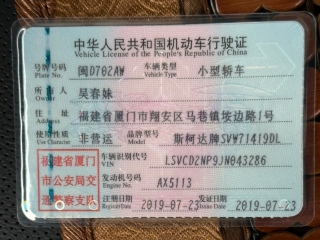 中华人民共和国机动车行驶证
Vehicle License of the People's Republic of China
号牌号码 闽D702AW 车辆类型 小型轿车
Plate No. Vehicle Type
所有人 吴春妹
Owner
住址 福建省厦门市翔安区马巷镇垵边路1号
Address
使用性质 非营运 品牌型号 斯柯达牌SVW71419DL
Use Character Model
福建省厦门 车辆识别代号 LSVCD2NP9JN043286
VIN
市公安局交 发动机号码 AX5113
Engine No.
通警察支队 注册日期 2019-07-23 发证日期 2019-07-23
Register Date Issue Date